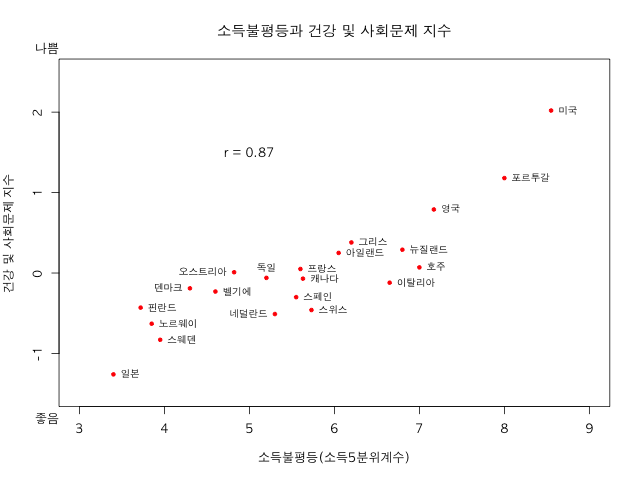 소득불평등과 건강 및 사회문제 지수
나쁨
2
1
0
-1
건강 및 사회문제 지수
r = 0.87
미국
포르투갈
영국
그리스
아일랜드
뉴질랜드
호주
이탈리아
오스트리아
독일
프랑스
캐나다
덴마크
벨기에
스페인
네덜란드
스위스
핀란드
노르웨이
스웨덴
일본
좋음
3 4 5 6 7 8 9
소득불평등(소득5분위계수)